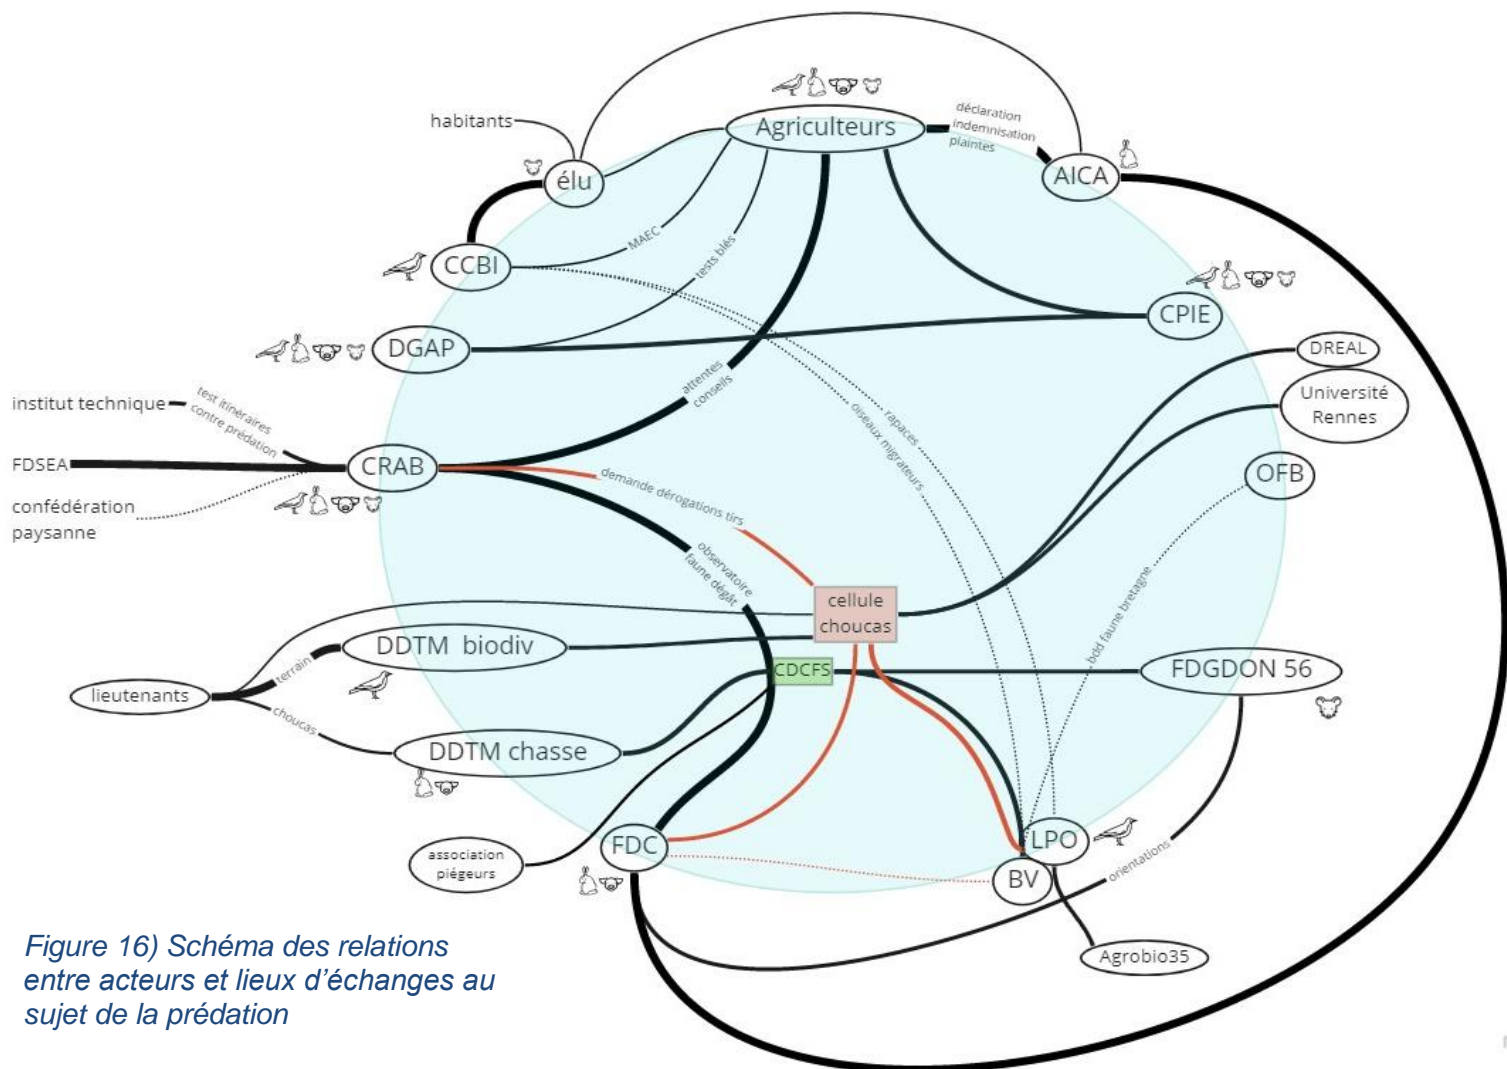 Agriculteurs
déclaration
indemnisation
plaintes
habitants
élu
AICA
MAEC
CCBI
tests blés
CPIE
DGAP
DREAL
Université
Rennes
attentes
conseils
institut technique
test itinéraires
contre prédation
rapaces
oiseaux migrateurs
FDSEA
CRAB
OFB
demande dérogations tirs
confédération
paysanne
observatoire
faune dégât
bdd faune bretagne
cellule
choucas
DDTM biodiv
terrain
CDCFS
FDGDON 56
lieutenants
choucas
DDTM chasse
FDC
LPO
association
piégeurs
orientations
BV
Agrobio35
Figure 16) Schéma des relations
entre acteurs et lieux d’échanges au
sujet de la prédation